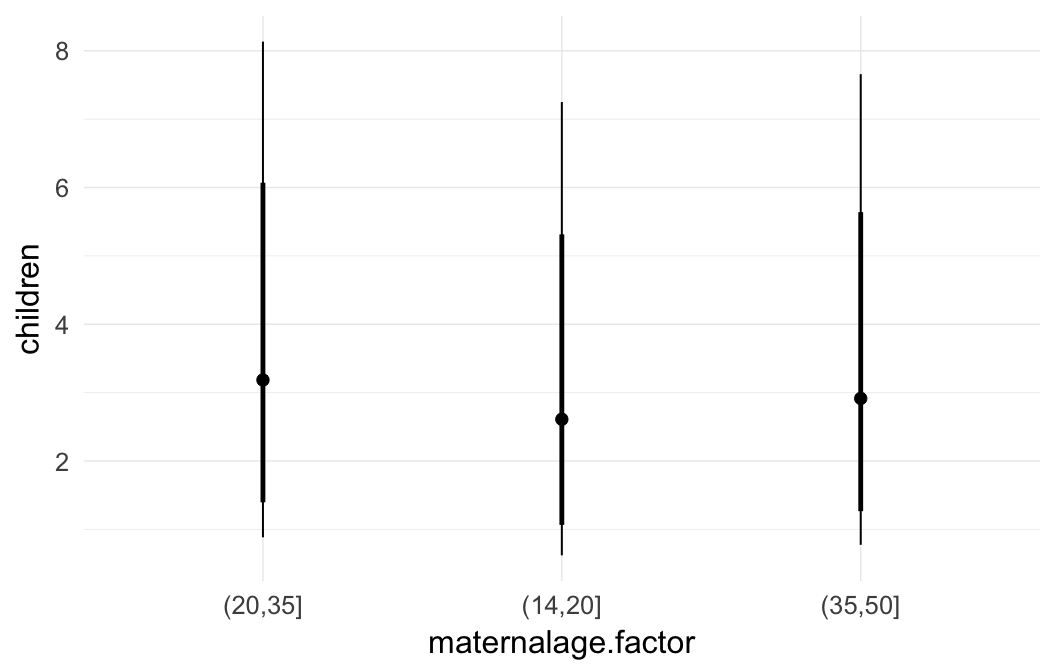 children
8
6
4
2
(20,35] (14,20] (35,50]
maternalage.factor